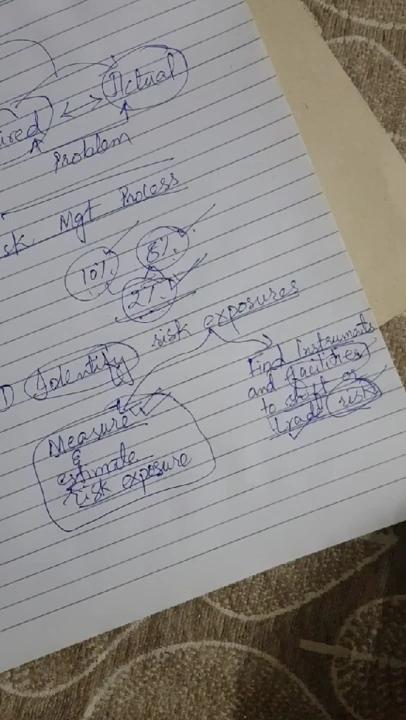 Actual
ired
Problem
sk Mgt Process
10%. 8%.
2%.
1) Identify risk exposures
Find Instruments
and facilities
to shift or
trade risk
Measure
&
estimate
risk exposure